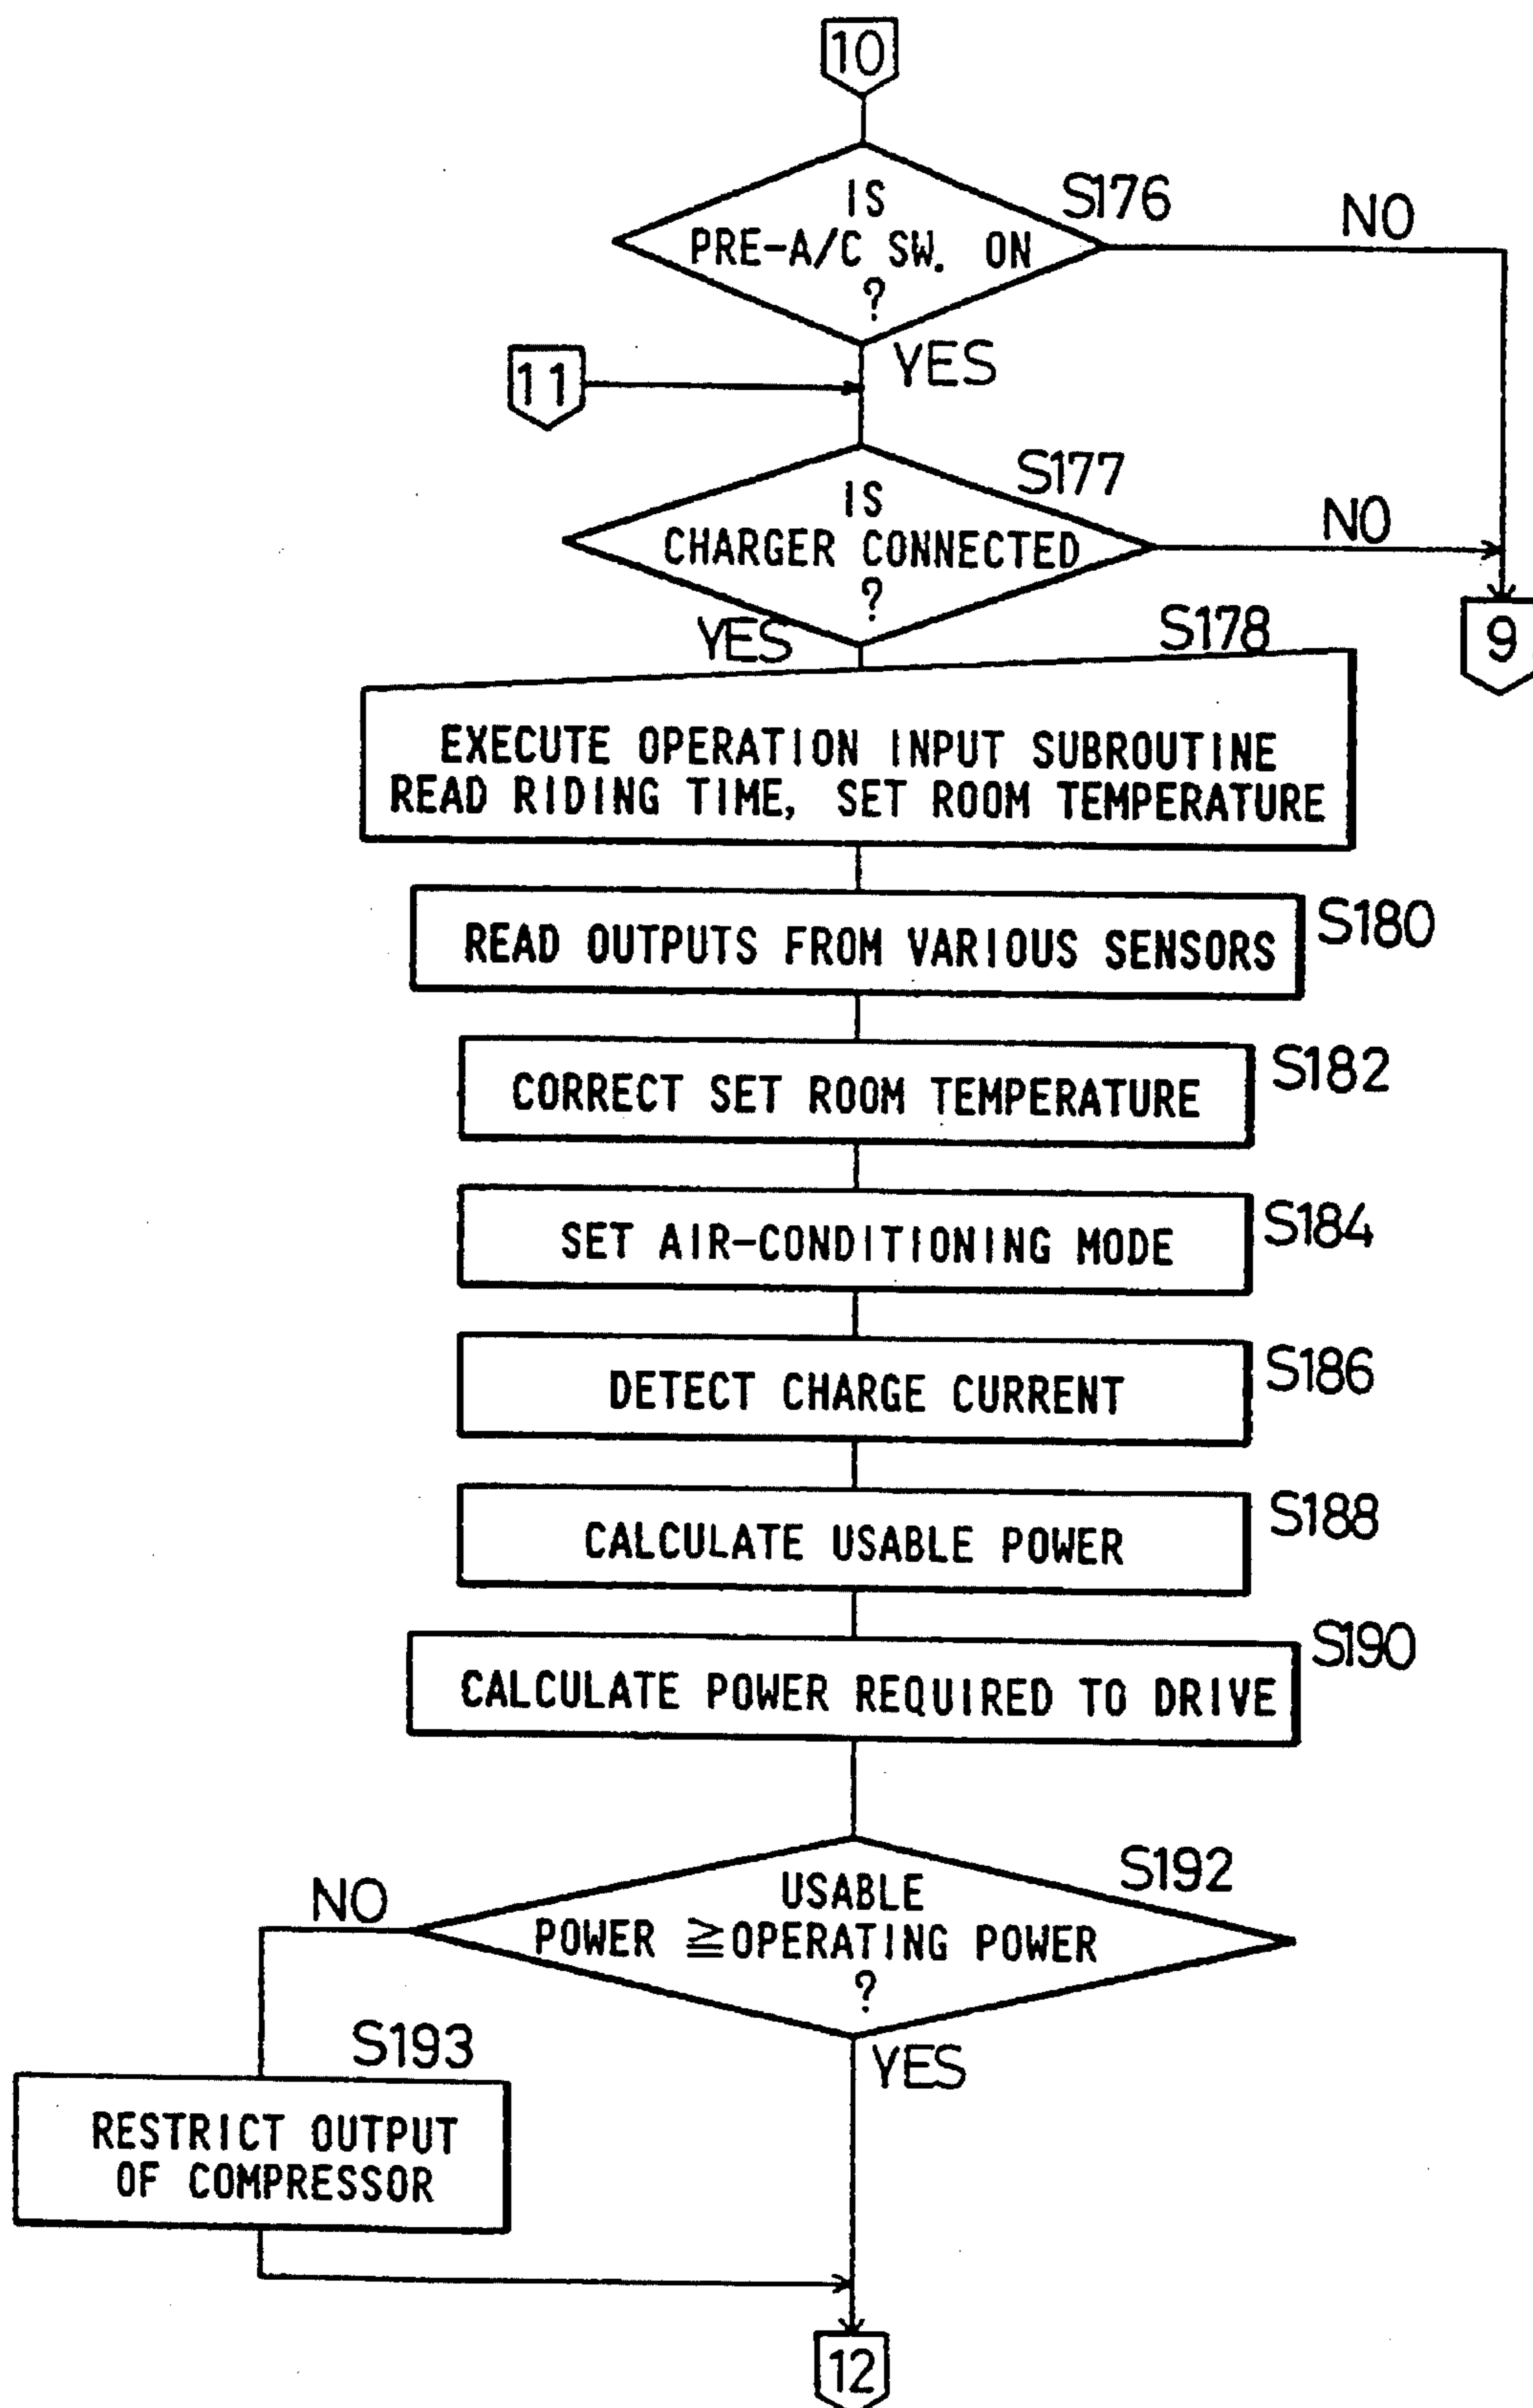 10
IS
PRE-A/C SW. ON
?
S176
NO
YES
11
IS
CHARGER CONNECTED
?
S177
NO
YES
9
S178
EXECUTE OPERATION INPUT SUBROUTINE
READ RIDING TIME, SET ROOM TEMPERATURE
READ OUTPUTS FROM VARIOUS SENSORS
S180
CORRECT SET ROOM TEMPERATURE
S182
SET AIR-CONDITIONING MODE
S184
DETECT CHARGE CURRENT
S186
CALCULATE USABLE POWER
S188
CALCULATE POWER REQUIRED TO DRIVE
S190
USABLE
POWER ≧OPERATING POWER
?
S192
NO
YES
S193
RESTRICT OUTPUT
OF COMPRESSOR
12